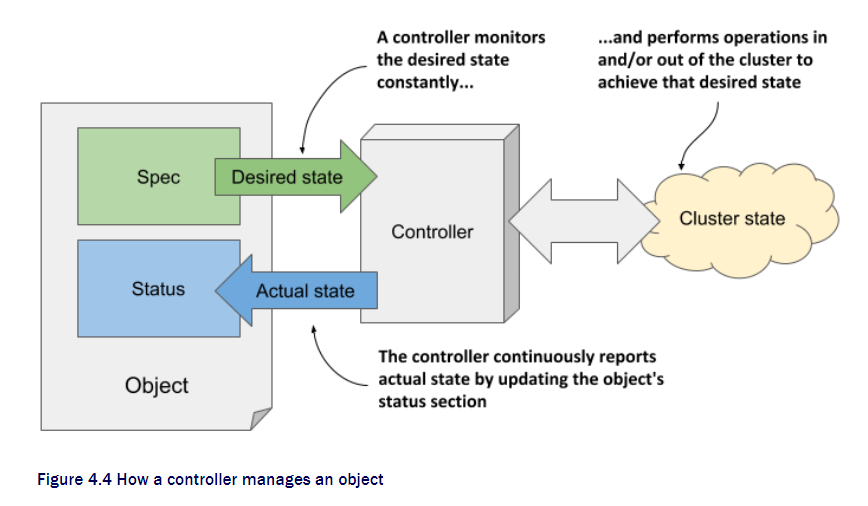 A controller monitors
the desired state
constantly...
...and performs operations in
and/or out of the cluster to
achieve that desired state
Spec
Desired state
Controller
Cluster state
Status
Actual state
Object
The controller continuously reports
actual state by updating the object's
status section
Figure 4.4 How a controller manages an object